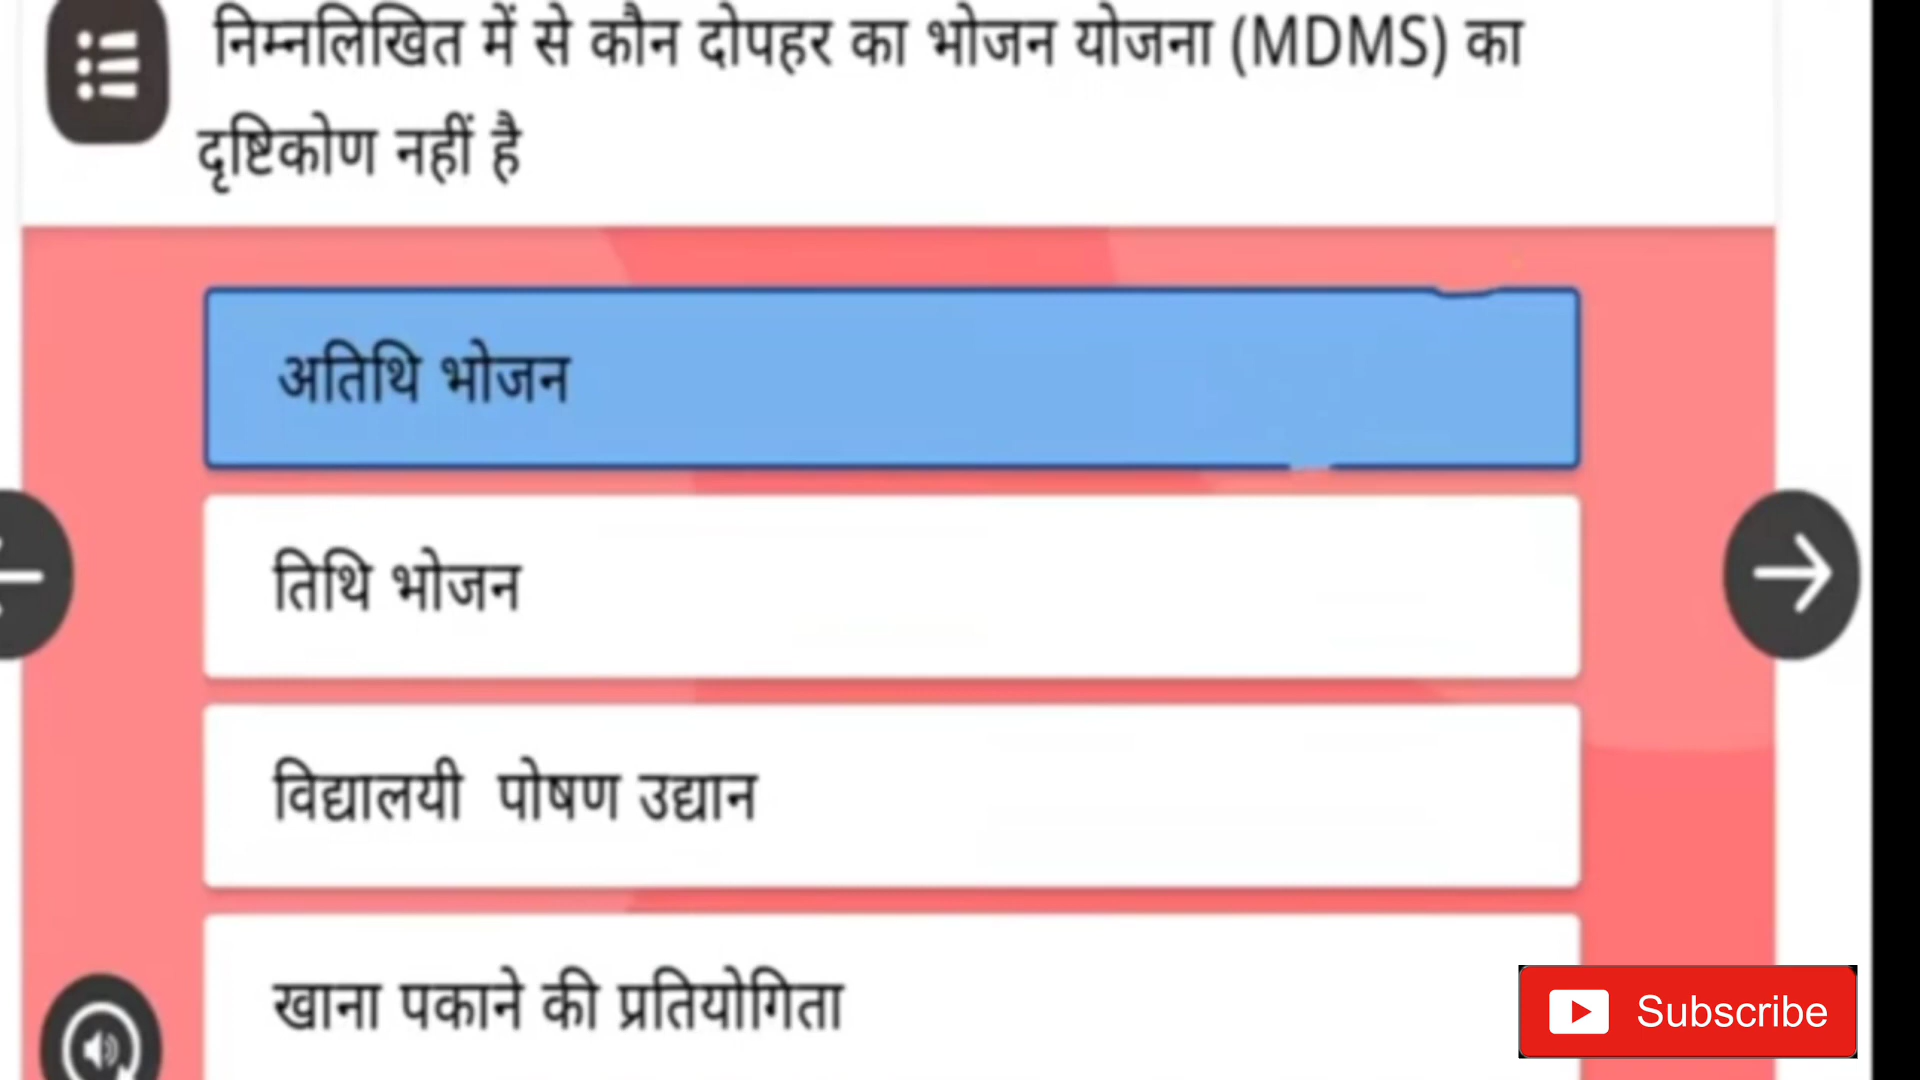 निम्नलिखित में से कौन दोपहर का भोजन योजना (MDMS) का
दृष्टिकोण नहीं है
अतिथि भोजन
तिथि भोजन
विद्यालयी पोषण उद्यान
खाना पकाने की प्रतियोगिता
Subscribe